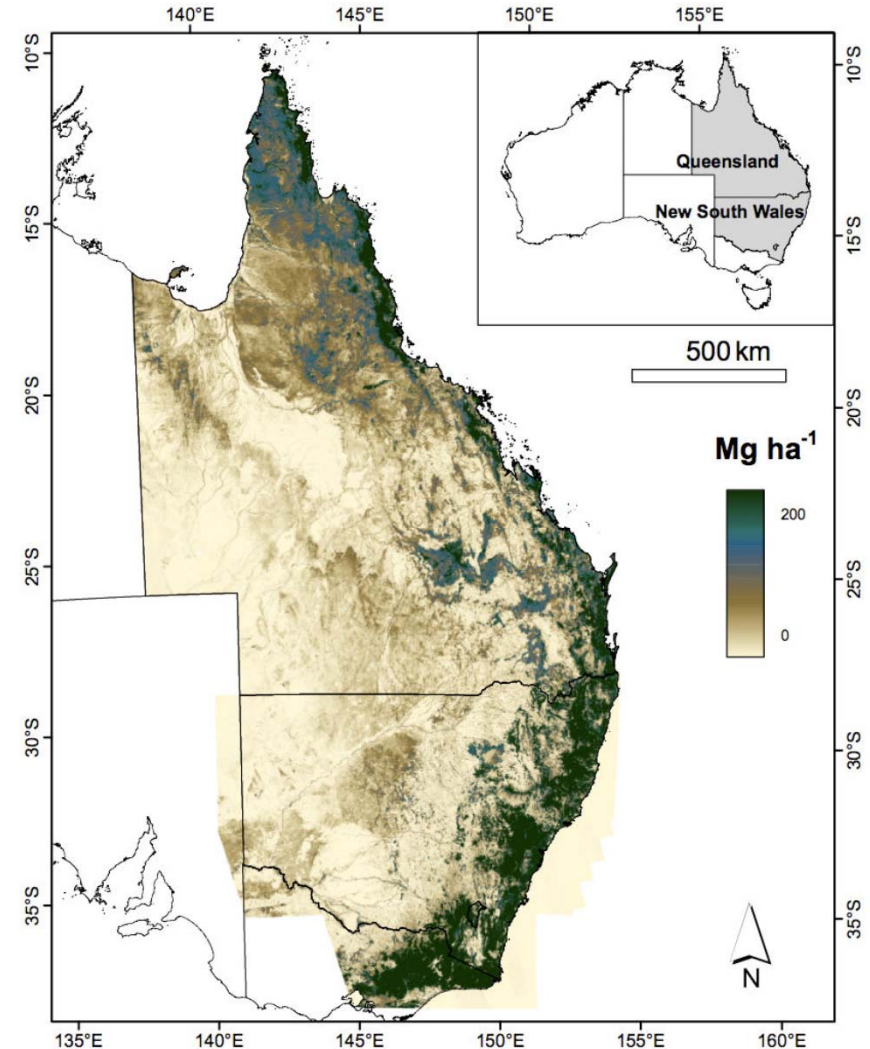 140°E 145°E 150°E 155°E
10°S 10°S
Queensland
New South Wales
15°S 15°S
500 km
20°S 20°S
Mg ha-1
200
0
25°S 25°S
30°S 30°S
35°S 35°S
N
135°E 140°E 145°E 150°E 155°E 160°E